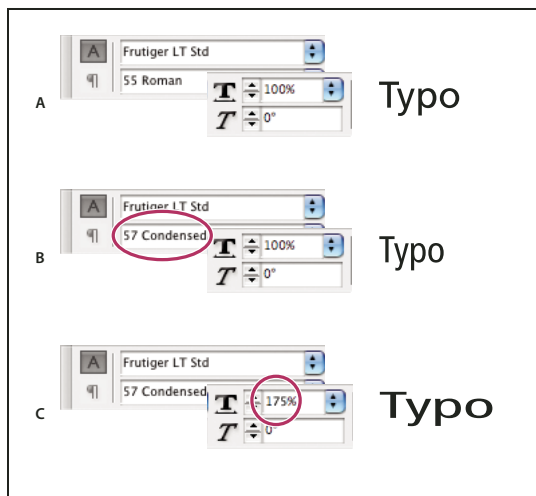 A
Frutiger LT Std
¶
55 Roman
T
100%
T
0°
A
Typo
A
Frutiger LT Std
¶
57 Condensed
T
100%
T
0°
B
Typo
A
Frutiger LT Std
¶
57 Condensed
T
175%
T
0°
C
Typo